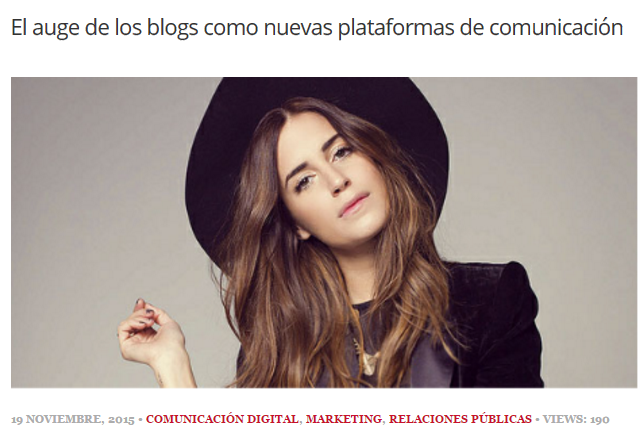 El auge de los blogs como nuevas plataformas de comunicación
19 NOVIEMBRE, 2015 • COMUNICACIÓN DIGITAL, MARKETING, RELACIONES PÚBLICAS • VIEWS: 190